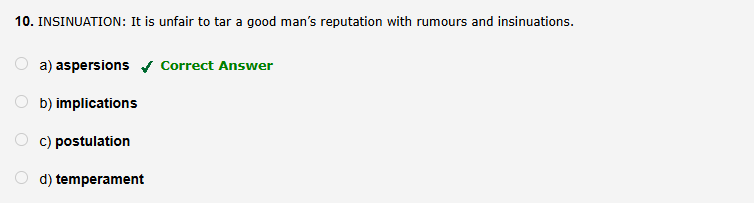 10. INSINUATION: It is unfair to tar a good man’s reputation with rumours and insinuations.
a) aspersions ✓ Correct Answer
b) implications
c) postulation
d) temperament